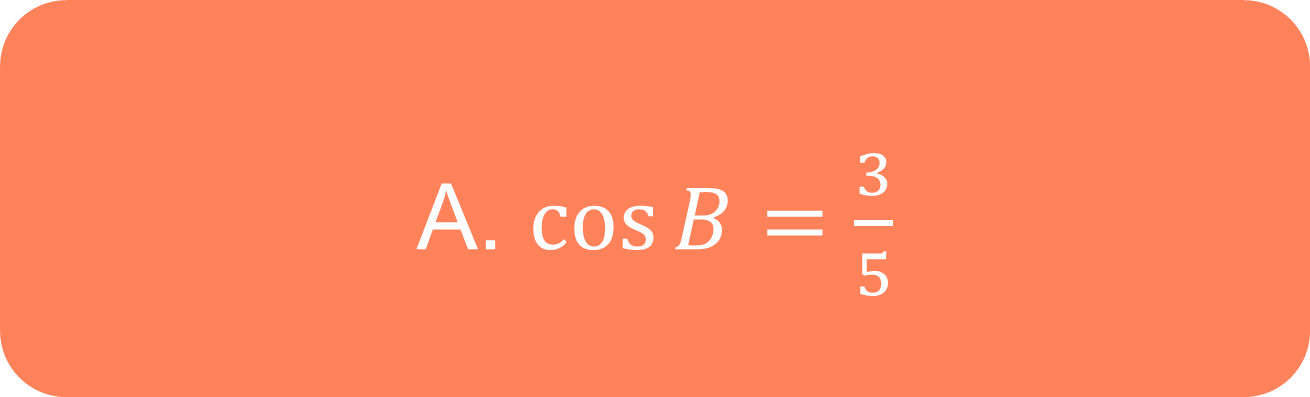 A. cos B = 3/5